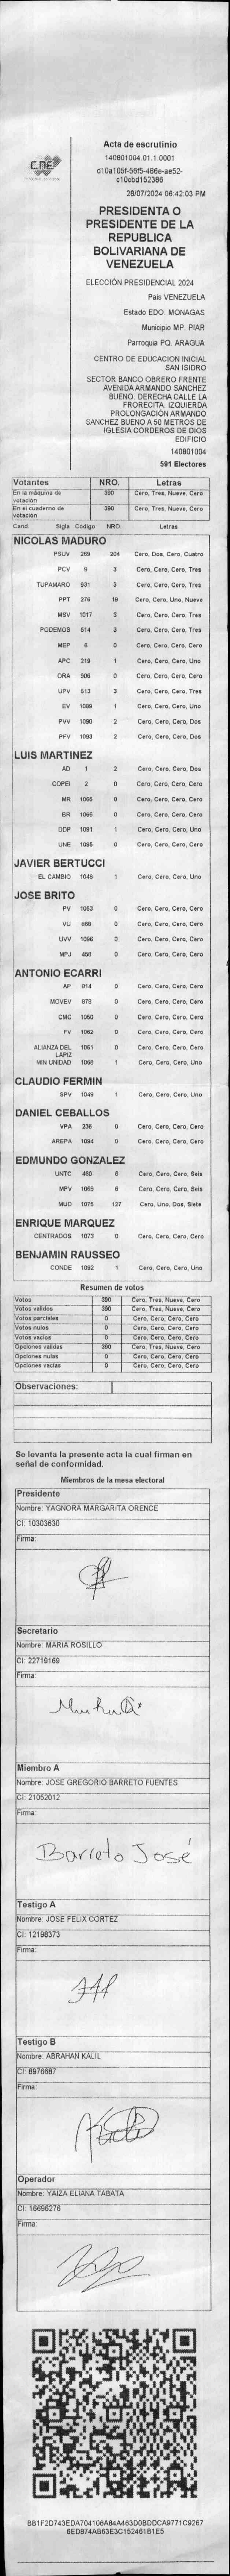 CNE
Acta de escrutinio
140801004.01.1.0001
d10a105f-56f5-486e-ae52-
c10cbd152386
28/07/2024 06:42:03 PM
PRESIDENTA O
PRESIDENTE DE LA
REPUBLICA
BOLIVARIANA DE
VENEZUELA
ELECCIÓN PRESIDENCIAL 2024
Pais VENEZUELA
Estado EDO. MONAGAS
Municipio MP. PIAR
Parroquia PQ. ARAGUA
CENTRO DE EDUCACION INICIAL
SAN ISIDRO
SECTOR BANCO OBRERO FRENTE
AVENIDA ARMANDO SANCHEZ
BUENO. DERECHA CALLE LA
FRORECITA. IZQUIERDA
PROLONGACIÓN ARMANDO
SANCHEZ BUENO A 50 METROS DE
IGLESIA CORDEROS DE DIOS
EDIFICIO
140801004
591 Electores
Votantes NRO. Letras
En la máquina de votación 390 Cero, Tres, Nueve, Cero
En el cuaderno de votación 390 Cero, Tres, Nueve, Cero
Cand. Sigla Codigo NRO. Letras
NICOLAS MADURO
PSUV 269 204 Cero, Dos, Cero, Cuatro
PCV 9 3 Cero, Cero, Cero, Tres
TUPAMARO 931 3 Cero, Cero, Cero, Tres
PPT 276 19 Cero, Cero, Uno, Nueve
MSV 1017 3 Cero, Cero, Cero, Tres
PODEMOS 514 3 Cero, Cero, Cero, Tres
MEP 6 0 Cero, Cero, Cero, Cero
APC 219 1 Cero, Cero, Cero, Uno
ORA 906 0 Cero, Cero, Cero, Cero
UPV 613 3 Cero, Cero, Cero, Tres
EV 1089 1 Cero, Cero, Cero, Uno
PVV 1090 2 Cero, Cero, Cero, Dos
PFV 1093 2 Cero, Cero, Cero, Dos
LUIS MARTINEZ
AD 1 2 Cero, Cero, Cero, Dos
COPEI 2 0 Cero, Cero, Cero, Cero
MR 1065 0 Cero, Cero, Cero, Cero
BR 1069 0 Cero, Cero, Cero, Cero
DDP 1091 1 Cero, Cero, Cero, Uno
UNE 1095 0 Cero, Cero, Cero, Cero
JAVIER BERTUCCI
EL CAMBIO 1048 1 Cero, Cero, Cero, Uno
JOSE BRITO
PV 1053 0 Cero, Cero, Cero, Cero
VU 868 0 Cero, Cero, Cero, Cero
UVV 1096 0 Cero, Cero, Cero, Cero
MPJ 450 0 Cero, Cero, Cero, Cero
ANTONIO ECARRI
AP 914 0 Cero, Cero, Cero, Cero
MOVEV 979 0 Cero, Cero, Cero, Cero
CMC 1050 0 Cero, Cero, Cero, Cero
FV 1062 0 Cero, Cero, Cero, Cero
ALIANZA DEL LAPIZ 1051 0 Cero, Cero, Cero, Cero
MIN UNIDAD 1068 1 Cero, Cero, Cero, Uno
CLAUDIO FERMIN
SPV 1049 1 Cero, Cero, Cero, Uno
DANIEL CEBALLOS
VPA 236 0 Cero, Cero, Cero, Cero
AREPA 1094 0 Cero, Cero, Cero, Cero
EDMUNDO GONZALEZ
UNTC 460 6 Cero, Cero, Cero, Seis
MPV 1069 6 Cero, Cero, Cero, Seis
MUD 1075 127 Cero, Uno, Dos, Siete
ENRIQUE MARQUEZ
CENTRADOS 1073 0 Cero, Cero, Cero, Cero
BENJAMIN RAUSSEO
CONDE 1092 1 Cero, Cero, Cero, Uno
Resumen de votos
Votos 390 Cero, Tres, Nueve, Cero
Votos validos 390 Cero, Tres, Nueve, Cero
Votos parciales 0 Cero, Cero, Cero, Cero
Votos nulos 0 Cero, Cero, Cero, Cero
Votos vacios 0 Cero, Cero, Cero, Cero
Opciones validas 390 Cero, Tres, Nueve, Cero
Opciones nulas 0 Cero, Cero, Cero, Cero
Opciones vacias 0 Cero, Cero, Cero, Cero
Observaciones:
Se levanta la presente acta la cual firman en
señal de conformidad.
Miembros de la mesa electoral
Presidente
Nombre: YAGNORA MARGARITA ORENCE
CI: 10303630
Firma:
Secretario
Nombre: MARIA ROSILLO
CI: 22719169
Firma:
Miembro A
Nombre: JOSE GREGORIO BARRETO FUENTES
CI: 21052012
Firma:
Barreto José
Testigo A
Nombre: JOSE FELIX CORTEZ
CI: 12198373
Firma:
Testigo B
Nombre: ABRAHAN KALIL
CI: 8976687
Firma:
Operador
Nombre: YAIZA ELIANA TABATA
CI: 16696276
Firma:
BB1F2D743EDA704106A84A463D0BDDCA9771C9267
6ED874AB63E3C152461B1E5